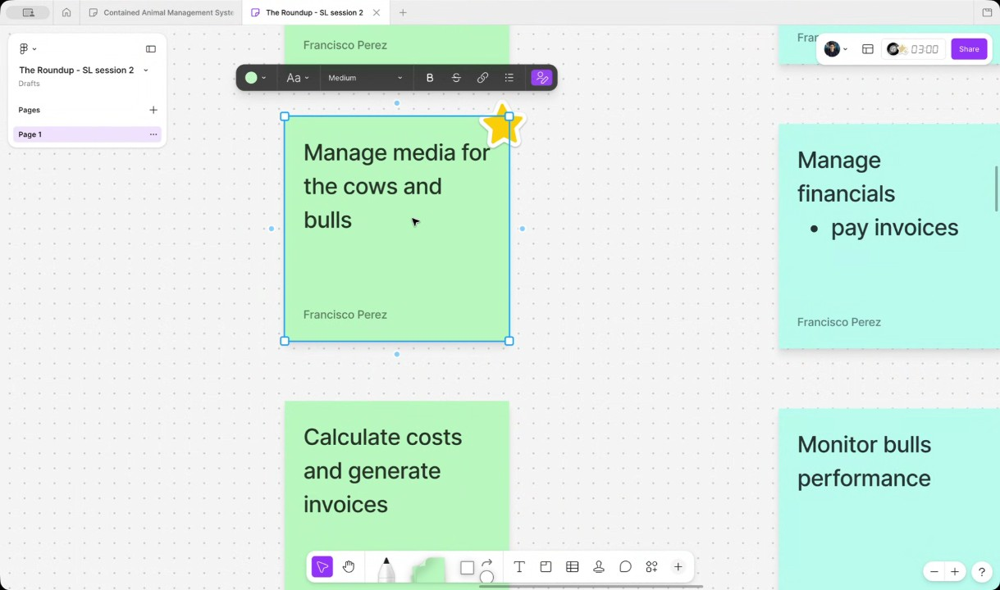 Contained Animal Management Syste
The Roundup - SL session 2
The Roundup - SL session 2
Drafts
Pages
Page 1
Francisco Perez
Aa
Medium
B
S
Manage media for
the cows and
bulls
Francisco Perez
Calculate costs
and generate
invoices
Fran
03:00
Share
Manage
financials
• pay invoices
Francisco Perez
Monitor bulls
performance
T
?